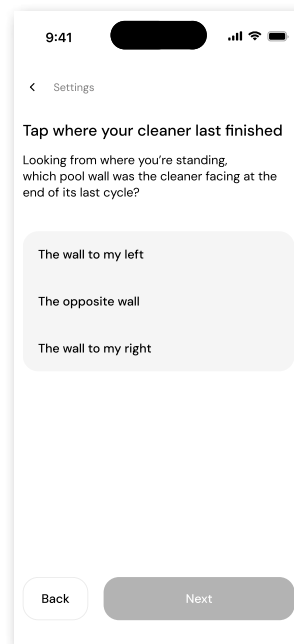 9:41
Settings
Tap where your cleaner last finished
Looking from where you’re standing,
which pool wall was the cleaner facing at the
end of its last cycle?
The wall to my left
The opposite wall
The wall to my right
Back
Next